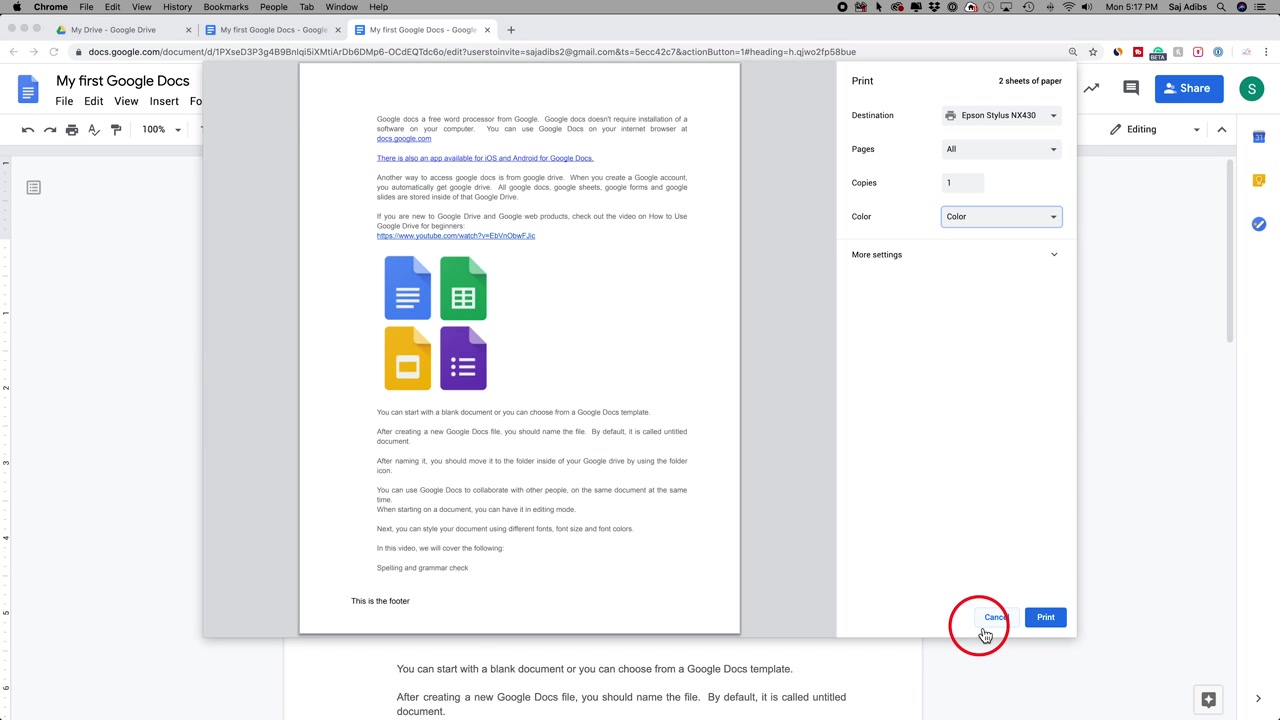 Chrome File Edit View History Bookmarks People Tab Window Help
100% Mon 9:17 PM Saj Adib
My Drive - Google Drive
My first Google Docs - Google
My first Google Docs - Google
docs.google.com/document/d/1PXseD3P3g4B9BnIqi5iXMtiArDb6DMp6-OCdEQTdc6o/edit?userstoinvite=sajadibs2@gmail.com&ts=5ecc42c7&actionButton=1#heading=h.qjwo2fp58bue
BETA
My first Google Docs
File Edit View Insert Fo
Share
S
100%
Editing
31
Google docs a free word processor from Google. Google docs doesn't require installation of a
software on your computer. You can use Google Docs on your internet browser at
docs.google.com
There is also an app available for iOS and Android for Google Docs.
Another way to access google docs is from google drive. When you create a Google account,
you automatically get google drive. All google docs, google sheets, google forms and google
slides are stored inside of that Google Drive.
If you are new to Google Drive and Google web products, check out the video on How to Use
Google Drive for beginners:
https://www.youtube.com/watch?v=EbVnObwFJic
You can start with a blank document or you can choose from a Google Docs template.
After creating a new Google Docs file, you should name the file. By default, it is called untitled
document.
After naming it, you should move it to the folder inside of your Google drive by using the folder
icon.
You can use Google Docs to collaborate with other people, on the same document at the same
time.
When starting on a document, you can have it in editing mode.
Next, you can style your document using different fonts, font size and font colors.
In this video, we will cover the following:
Spelling and grammar check
This is the footer
Print
2 sheets of paper
Destination
Epson Stylus NX430
Pages
All
Copies
1
Color
Color
More settings
Cancel
Print
1
1
2
3
4
5
6
You can start with a blank document or you can choose from a Google Docs template.
After creating a new Google Docs file, you should name the file. By default, it is called untitled
document.